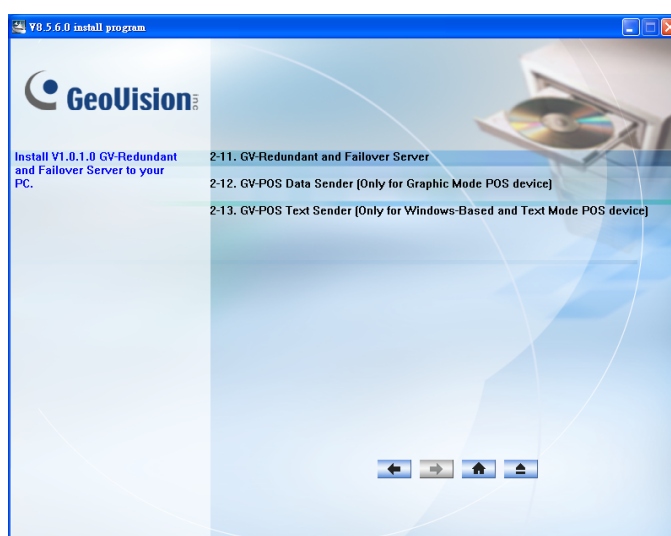 V8.5.6.0 install program
GeoVision inc
Install V1.0.1.0 GV-Redundant
and Failover Server to your
PC.
2-11. GV-Redundant and Failover Server
2-12. GV-POS Data Sender (Only for Graphic Mode POS device)
2-13. GV-POS Text Sender (Only for Windows-Based and Text Mode POS device)